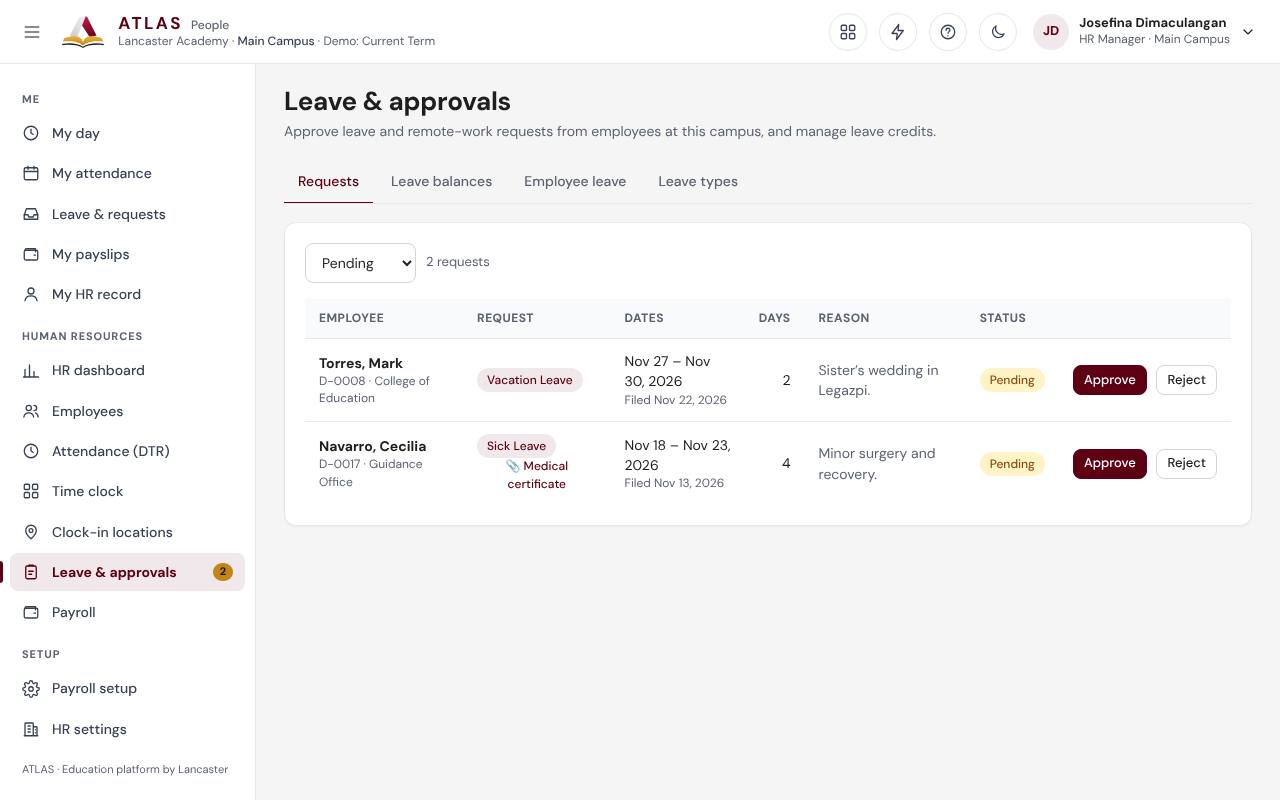 ATLAS People
Lancaster Academy · Main Campus · Demo: Current Term
JD
Josefina Dimaculangan
HR Manager · Main Campus
ME
My day
My attendance
Leave & requests
My payslips
My HR record
HUMAN RESOURCES
HR dashboard
Employees
Attendance (DTR)
Time clock
Clock-in locations
Leave & approvals 2
Payroll
SETUP
Payroll setup
HR settings
ATLAS · Education platform by Lancaster
Leave & approvals
Approve leave and remote-work requests from employees at this campus, and manage leave credits.
Requests Leave balances Employee leave Leave types
Pending 2 requests
EMPLOYEE REQUEST DATES DAYS REASON STATUS
Torres, Mark
D-0008 · College of
Education
Vacation Leave
Nov 27 – Nov
30, 2026
Filed Nov 22, 2026
2
Sister’s wedding in
Legazpi.
Pending
Approve Reject
Navarro, Cecilia
D-0017 · Guidance
Office
Sick Leave
📎 Medical
certificate
Nov 18 – Nov 23,
2026
Filed Nov 13, 2026
4
Minor surgery and
recovery.
Pending
Approve Reject